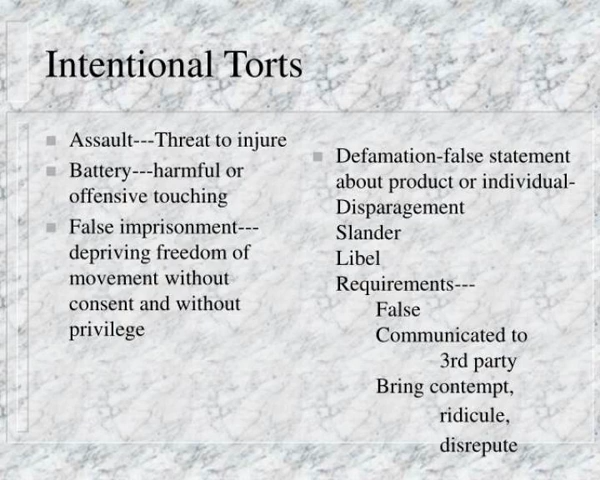 Intentional Torts
Assault---Threat to injure
Battery---harmful or
offensive touching
False imprisonment---
depriving freedom of
movement without
consent and without
privilege
Defamation-false statement
about product or individual-
Disparagement
Slander
Libel
Requirements---
False
Communicated to
3rd party
Bring contempt,
ridicule,
disrepute